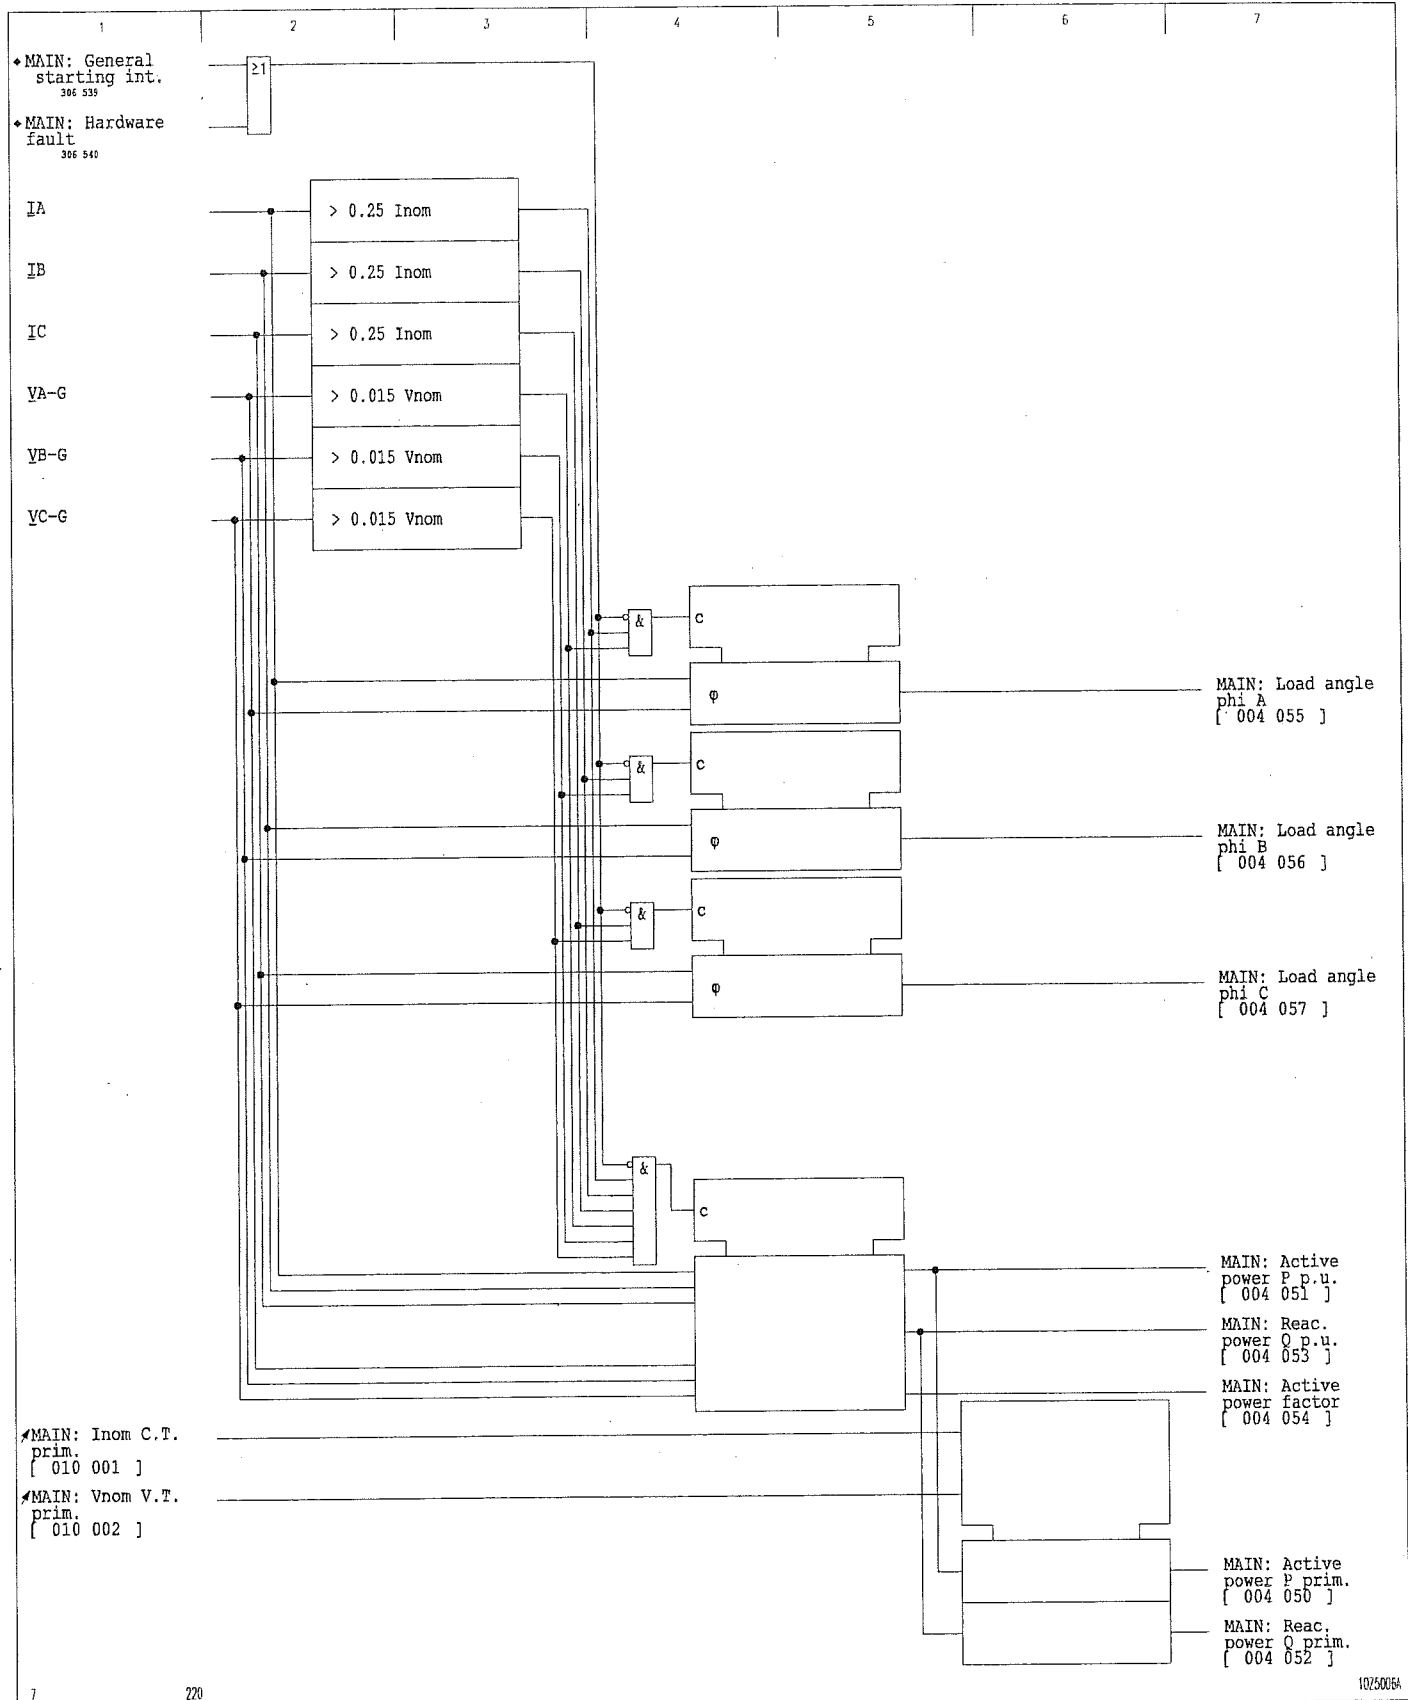 1 2 3 4 5 6 7
MAIN: General
starting int.
306 539
≥1
MAIN: Hardware
fault
306 540
IA
> 0.25 Inom
IB
> 0.25 Inom
IC
> 0.25 Inom
VA-G
> 0.015 Vnom
VB-G
> 0.015 Vnom
VC-G
> 0.015 Vnom
& C
φ
MAIN: Load angle
phi A
[ 004 055 ]
& C
φ
MAIN: Load angle
phi B
[ 004 056 ]
& C
φ
MAIN: Load angle
phi C
[ 004 057 ]
&
C
MAIN: Active
power P p.u.
[ 004 051 ]
MAIN: Reac.
power Q p.u.
[ 004 053 ]
MAIN: Active
power factor
[ 004 054 ]
MAIN: Inom C.T.
prim.
[ 010 001 ]
MAIN: Vnom V.T.
prim.
[ 010 002 ]
MAIN: Active
power P prim.
[ 004 050 ]
MAIN: Reac.
power Q prim.
[ 004 052 ]
7 220
1025006A